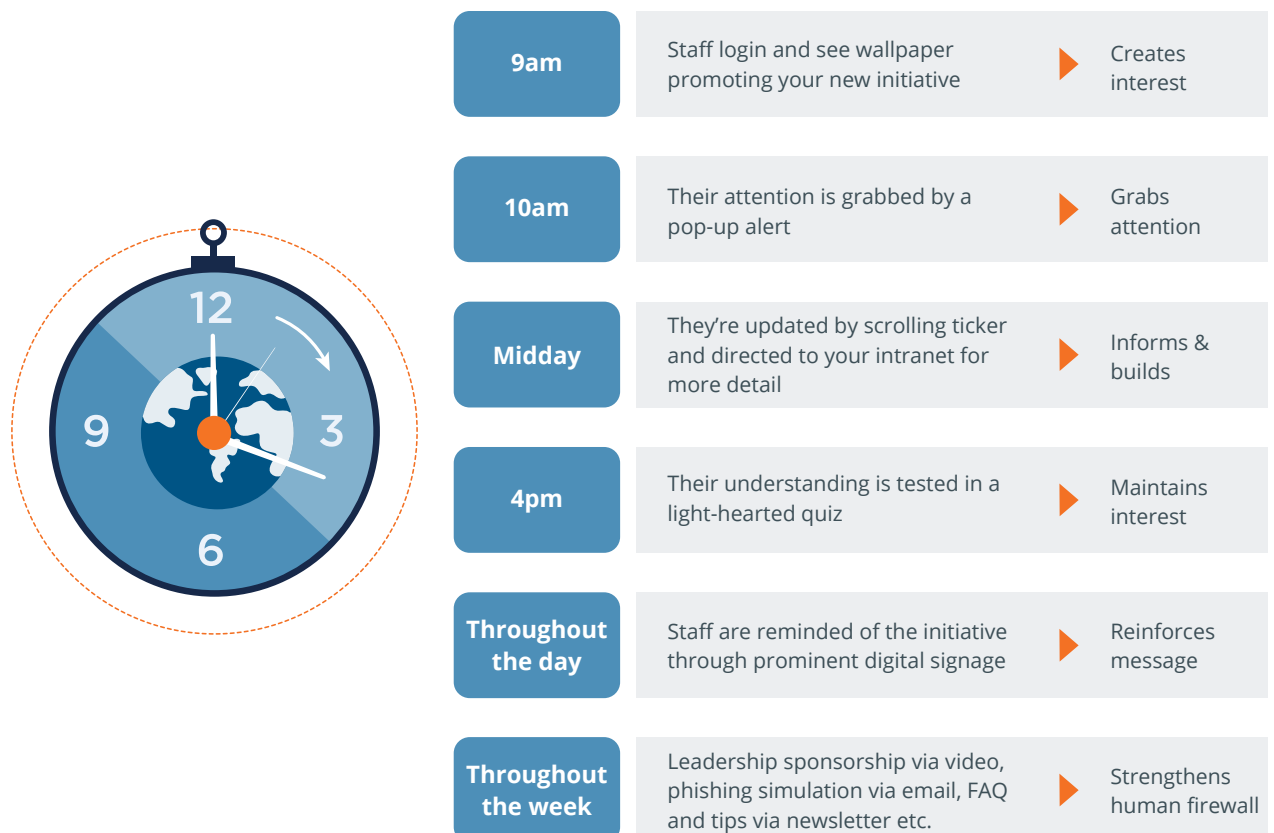 12
9
3
6
9am
Staff login and see wallpaper
promoting your new initiative
Creates
interest
10am
Their attention is grabbed by a
pop-up alert
Grabs
attention
Midday
They’re updated by scrolling ticker
and directed to your intranet for
more detail
Informs &
builds
4pm
Their understanding is tested in a
light-hearted quiz
Maintains
interest
Throughout
the day
Staff are reminded of the initiative
through prominent digital signage
Reinforces
message
Throughout
the week
Leadership sponsorship via video,
phishing simulation via email, FAQ
and tips via newsletter etc.
Strengthens
human firewall